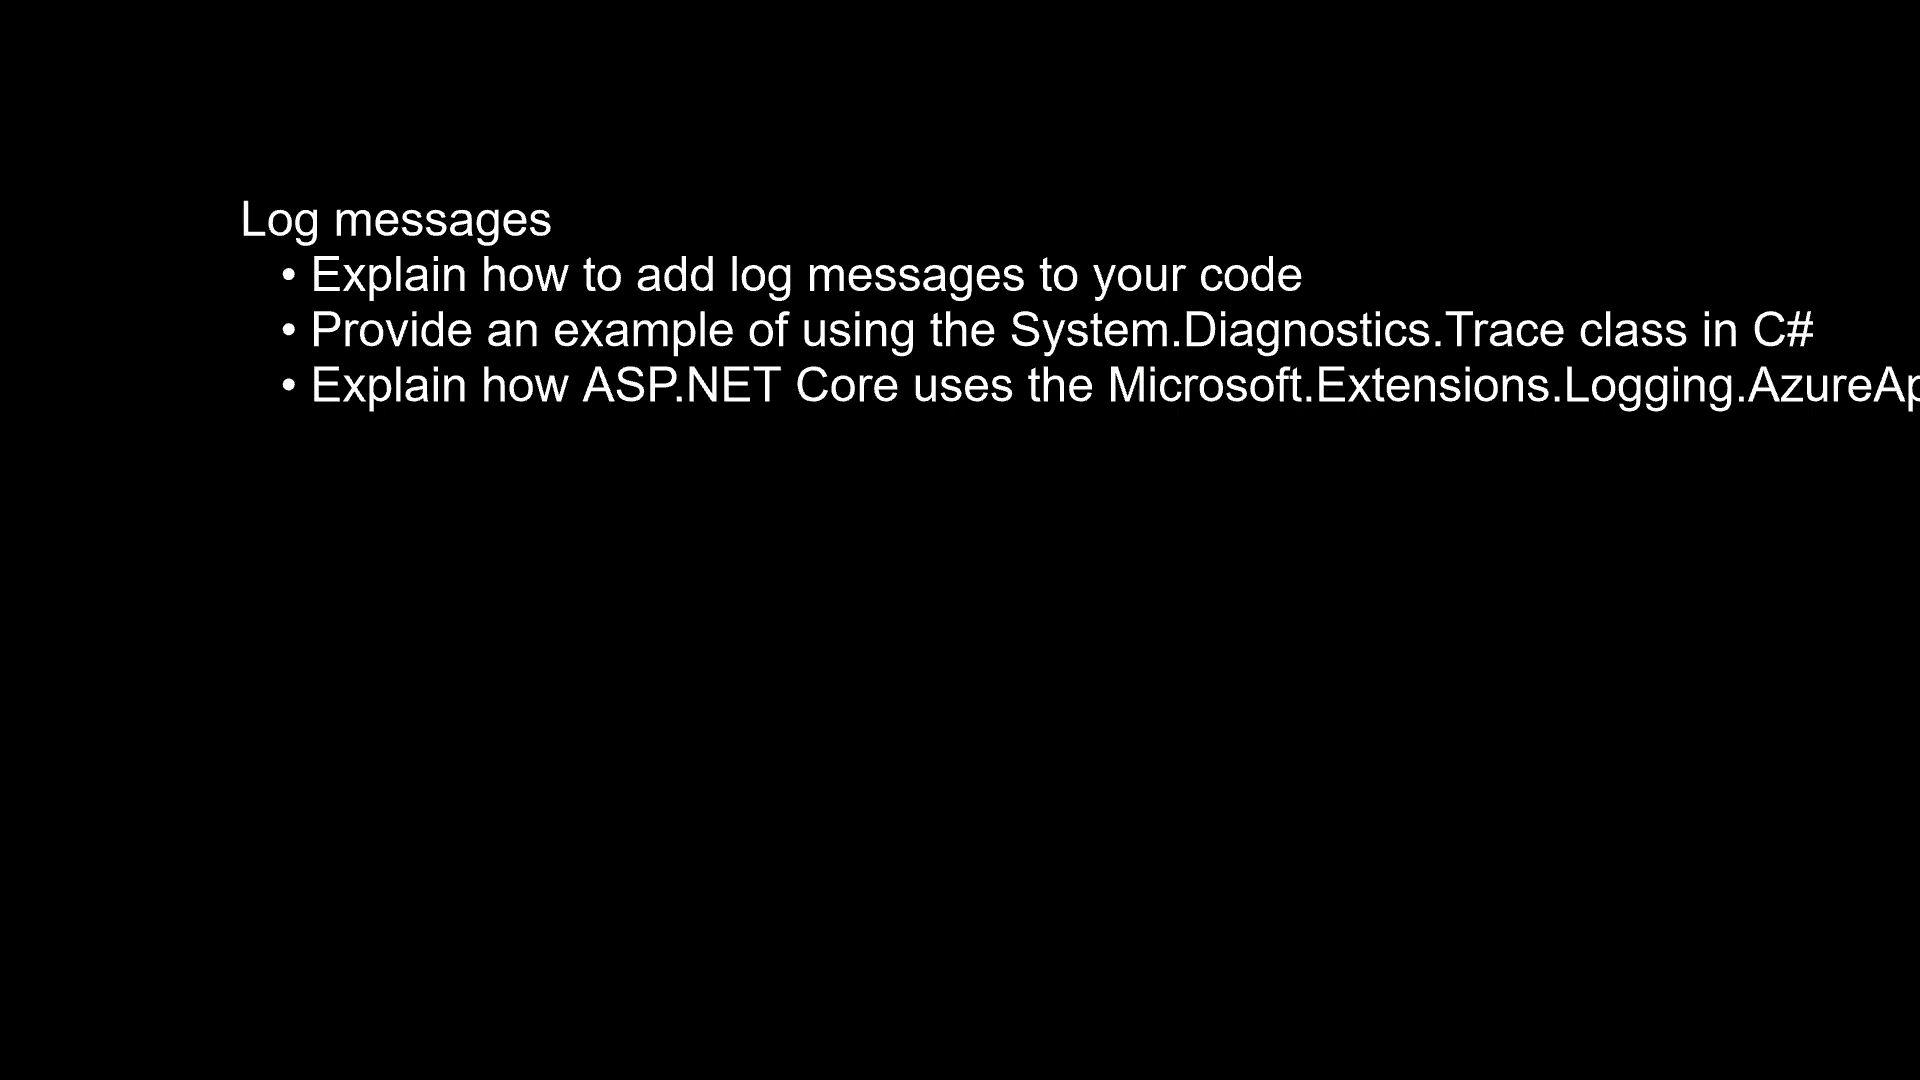 Log messages
• Explain how to add log messages to your code
• Provide an example of using the System.Diagnostics.Trace class in C#
• Explain how ASP.NET Core uses the Microsoft.Extensions.Logging.AzureAp